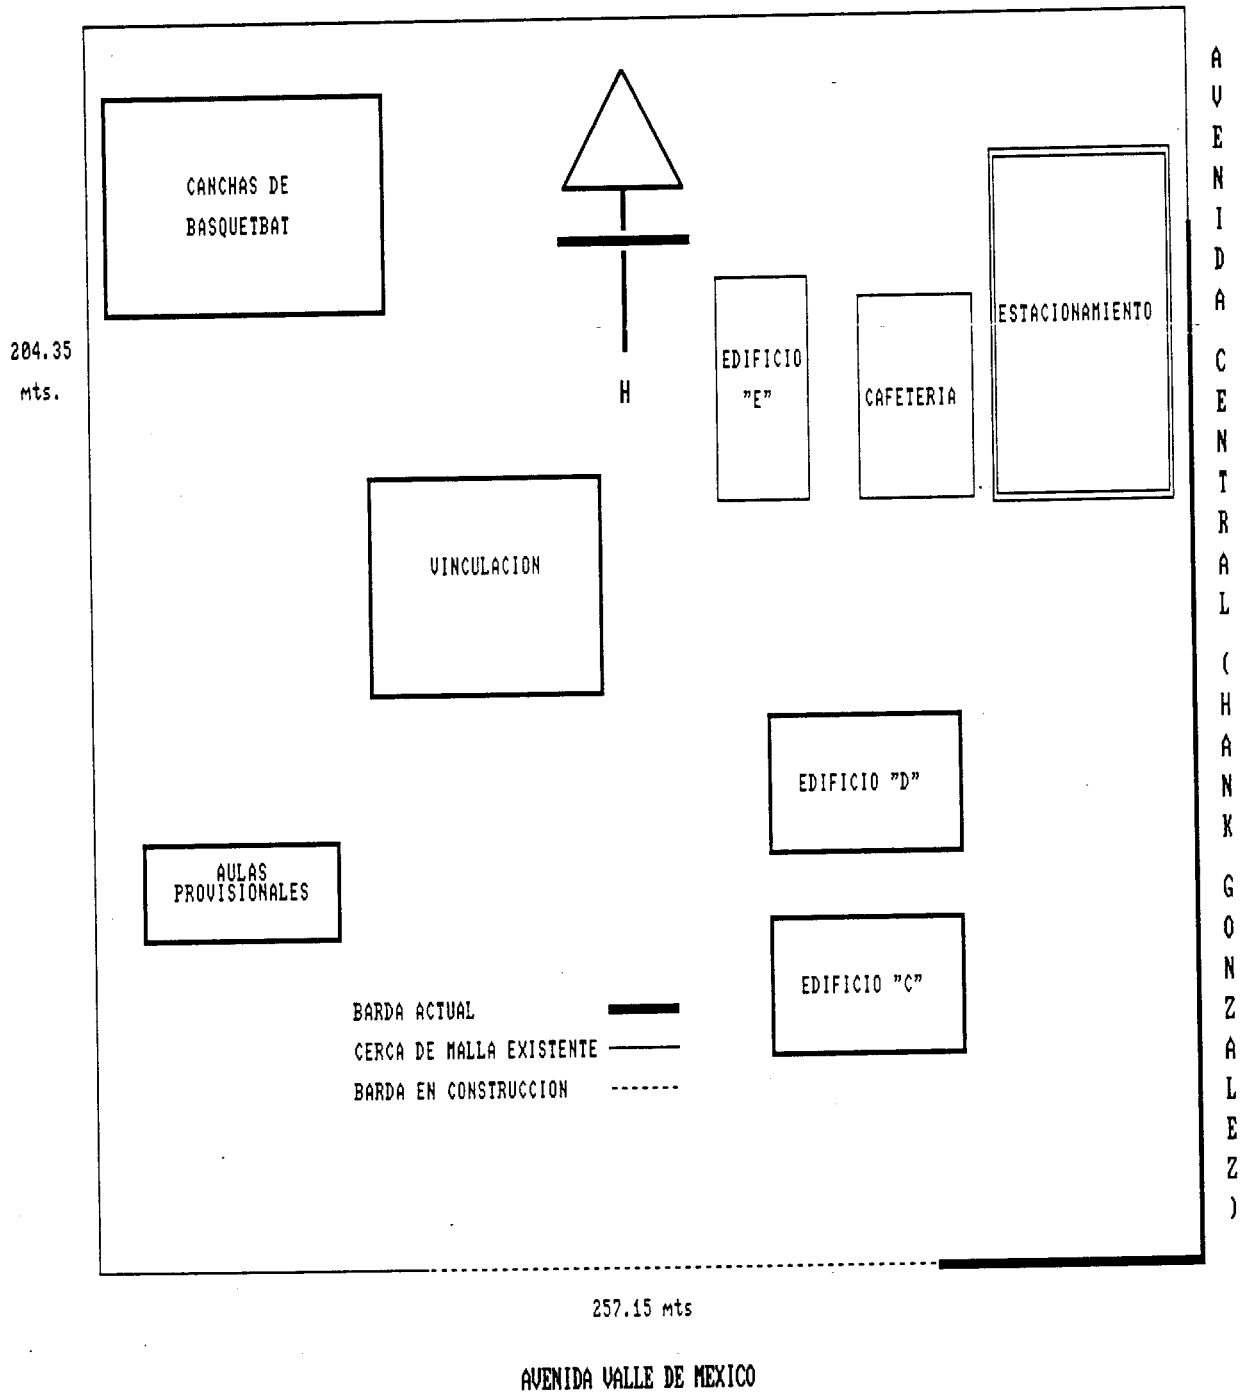 CANCHAS DE
BASQUETBAT
204.35
mts.
H
EDIFICIO
"E"
CAFETERIA
ESTACIONAMIENTO
VINCULACION
EDIFICIO "D"
AULAS
PROVISIONALES
EDIFICIO "C"
BARDA ACTUAL
CERCA DE MALLA EXISTENTE
BARDA EN CONSTRUCCION
257.15 mts
AVENIDA VALLE DE MEXICO
AVENIDA CENTRAL (HANK GONZALEZ)